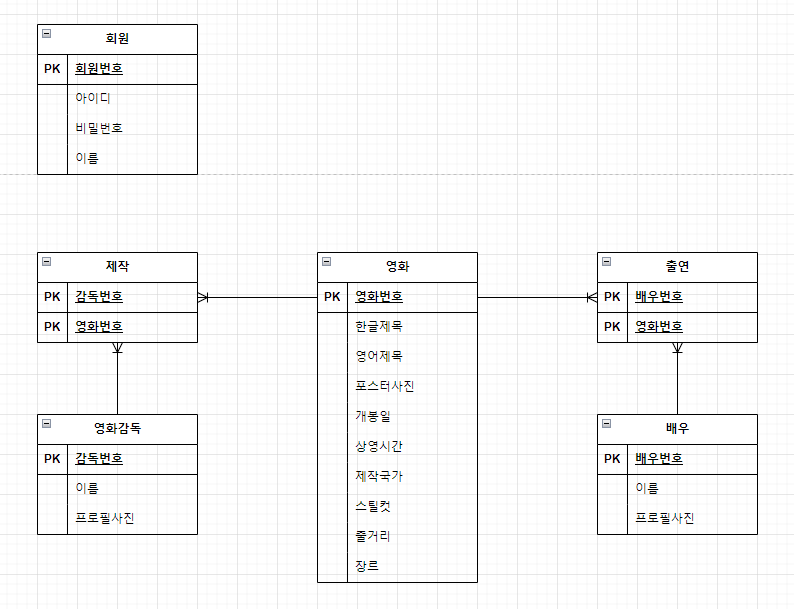 회원
PK 회원번호
아이디
비밀번호
이름
제작
PK 감독번호
PK 영화번호
영화감독
PK 감독번호
이름
프로필사진
영화
PK 영화번호
한글제목
영어제목
포스터사진
개봉일
상영시간
제작국가
스틸컷
줄거리
장르
출연
PK 배우번호
PK 영화번호
배우
PK 배우번호
이름
프로필사진